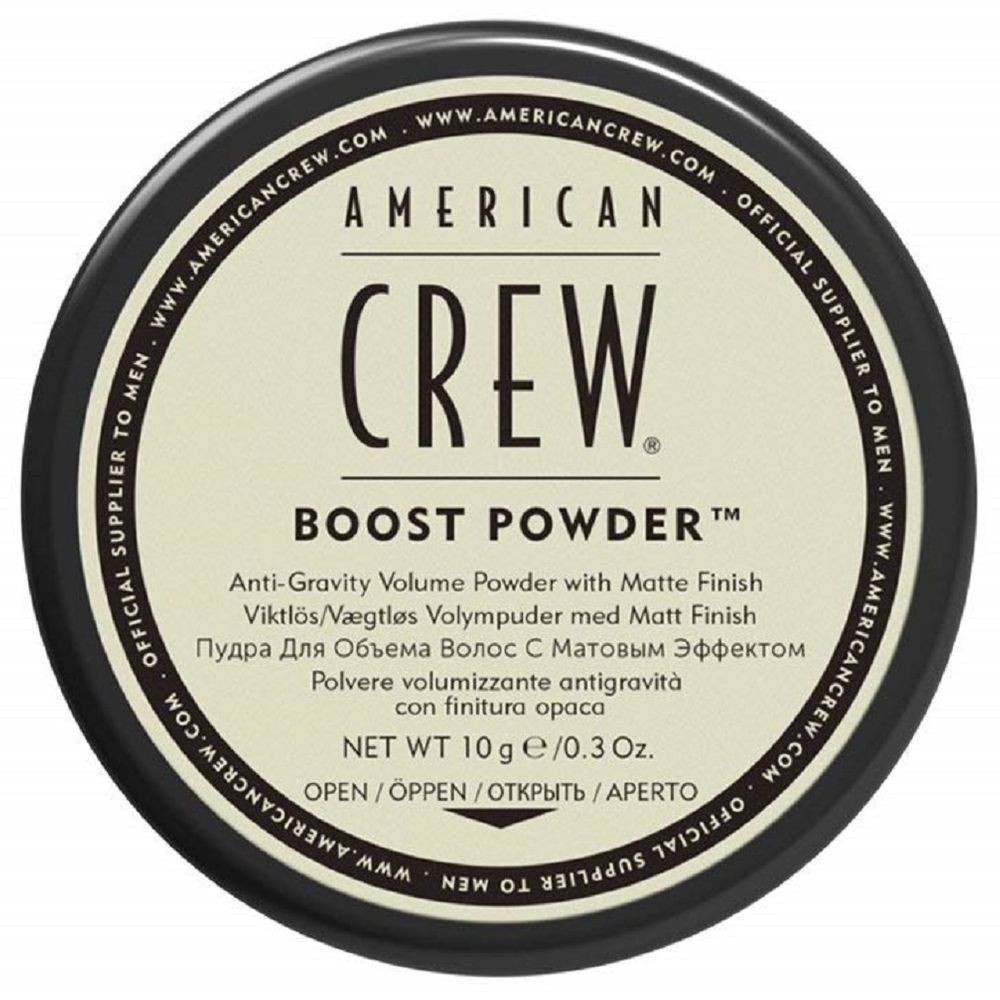 AMERICAN
CREW®
BOOST POWDER™
Anti-Gravity Volume Powder with Matte Finish
Viktlös/Vægtløs Volympuder med Matt Finish
Пудра Для Объема Волос С Матовым Эффектом
Polvere volumizzante antigravità
con finitura opaca
NET WT 10 g ℮ /0.3 Oz.
OPEN / ÖPPEN / ОТКРЫТЬ / APERTO
WWW.AMERICANCREW.COM . OFFICIAL SUPPLIER TO MEN . WWW.AMERICANCREW.COM . OFFICIAL SUPPLIER TO MEN . WWW.AMERICANCREW.COM . OFFICIAL SUPPLIER TO MEN . WWW.AMERICANCREW.COM .